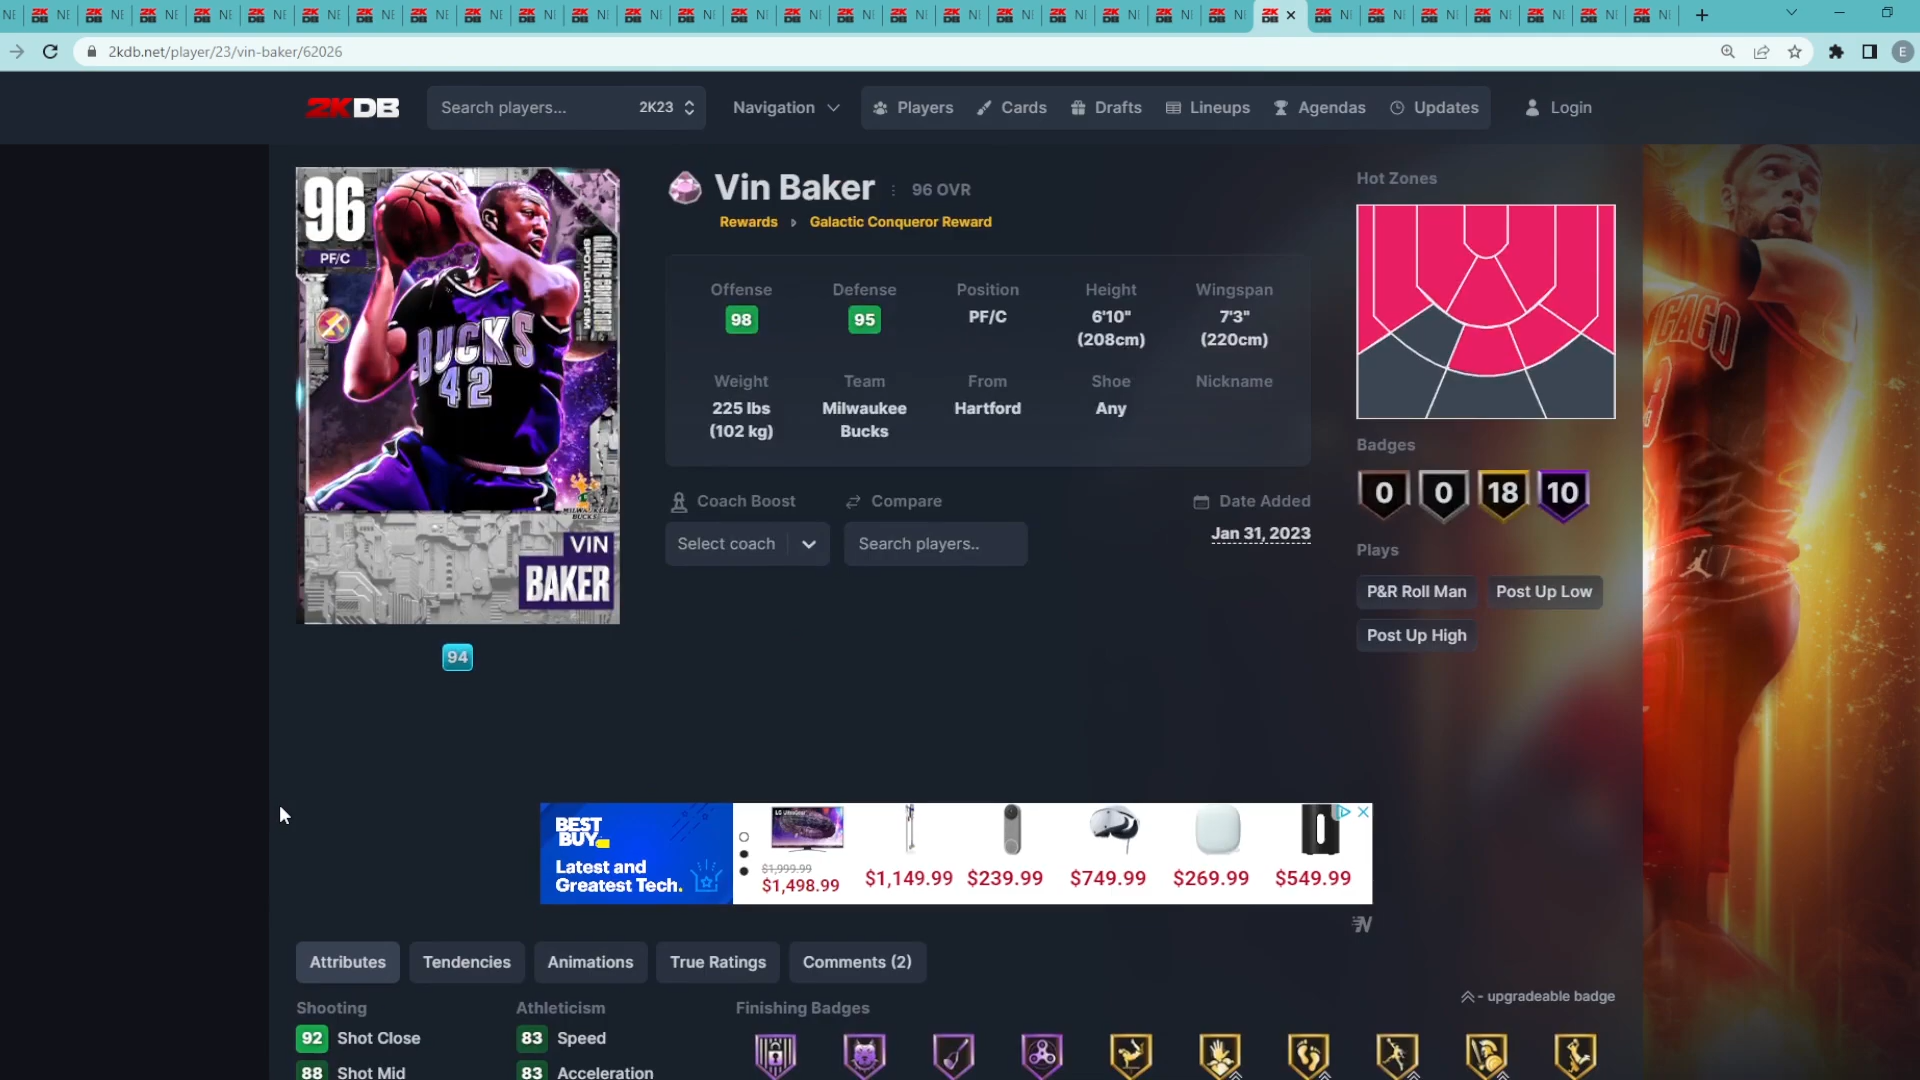 2kdb.net/player/23/vin-baker/62026
E
2KDB
Search players...
2K23
Navigation
Players
Cards
Drafts
Lineups
Agendas
Updates
Login
96
PF/C
GALACTIC CONQUEROR
SPOTLIGHT SIM
BUCKS
42
MILWAUKEE
BUCKS
VIN
BAKER
94
Vin Baker : 96 OVR
Rewards Galactic Conqueror Reward
Offense
98
Defense
95
Position
PF/C
Height
6'10"
(208cm)
Wingspan
7'3"
(220cm)
Weight
225 lbs
(102 kg)
Team
Milwaukee
Bucks
From
Hartford
Shoe
Any
Nickname
Coach Boost
Select coach
Compare
Search players..
Date Added
Jan 31, 2023
Hot Zones
Badges
0 0 18 10
Plays
P&R Roll Man
Post Up Low
Post Up High
CHICAGO
BEST
BUY
Latest and
Greatest Tech.
$1,999.99
$1,498.99
$1,149.99
$239.99
$749.99
$269.99
$549.99
Attributes
Tendencies
Animations
True Ratings
Comments (2)
- upgradeable badge
Shooting
92 Shot Close
88 Shot Mid
Athleticism
83 Speed
83 Acceleration
Finishing Badges